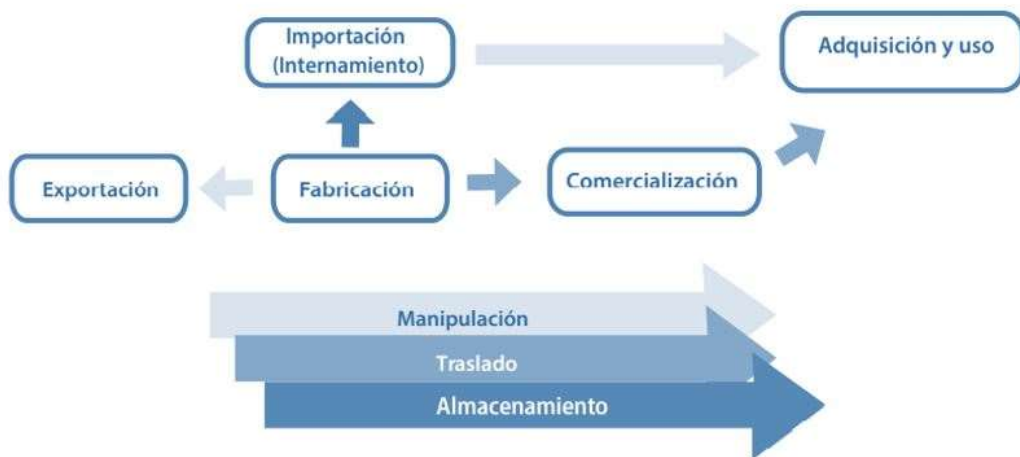 Importación
(Internamiento)
Adquisición y uso
Exportación
Fabricación
Comercialización
Manipulación
Traslado
Almacenamiento